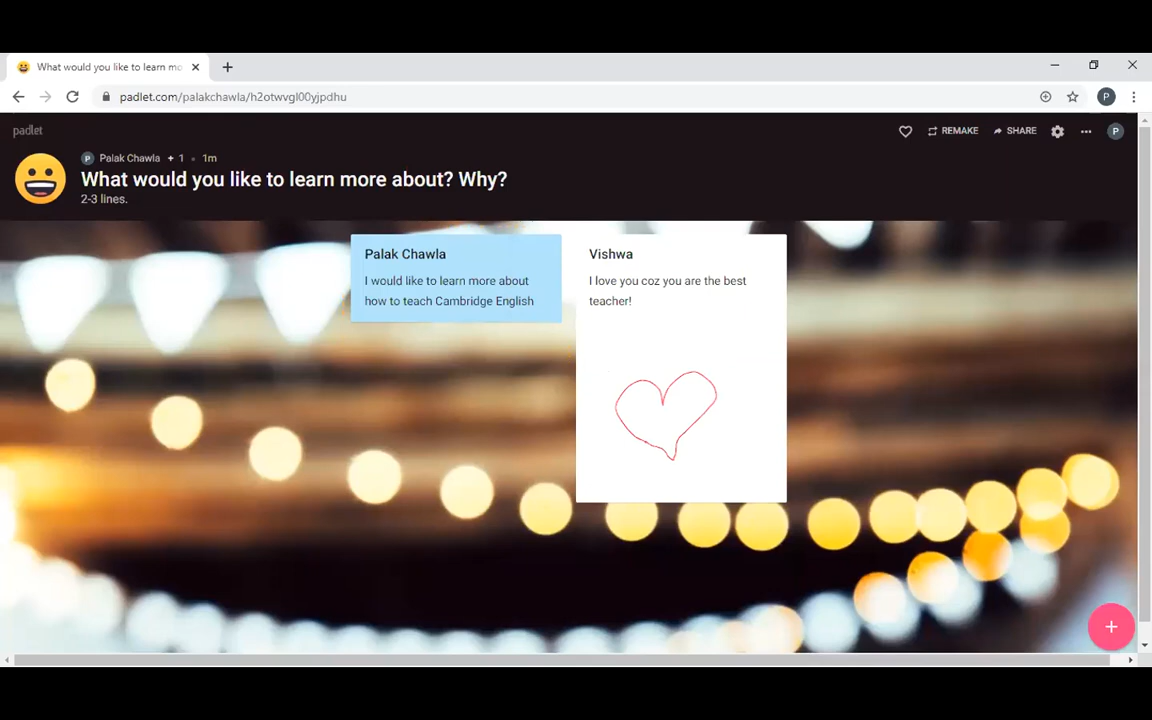 What would you like to learn mo
padlet.com/palakchawla/h2otwvgl00yjpdhu
P
padlet
REMAKE
SHARE
P
P Palak Chawla + 1 • 1m
What would you like to learn more about? Why?
2-3 lines.
Palak Chawla
I would like to learn more about
how to teach Cambridge English
Vishwa
I love you coz you are the best
teacher!